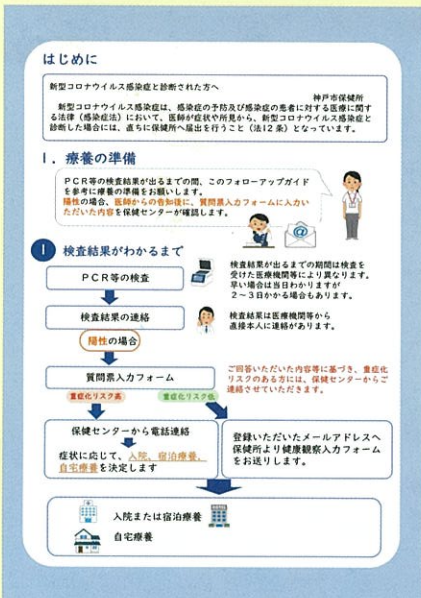 はじめに
新型コロナウイルス感染症と診断された方へ
神戸市保健所
新型コロナウイルス感染症は、感染症の予防及び感染症の患者に対する医療に関す
る法律（感染症法）において、医師が症状や所見から、新型コロナウイルス感染症と
診断した場合には、直ちに保健所へ届出を行うこと（法12条）となっています。
1．療養の準備
PCR等の検査結果が出るまでの間、このフォローアップガイド
を参考に療養の準備をお願いします。
陽性の場合、医師からの告知後に、質問票入力フォームに入力い
ただいた内容を保健センターが確認します。
1 検査結果がわかるまで
PCR等の検査
検査結果が出るまでの期間は検査を
受けた医療機関等により異なります。
早い場合は当日わかりますが
2～3日かかる場合もあります。
検査結果の連絡
検査結果は医療機関等から
直接本人に連絡があります。
陽性の場合
質問票入力フォーム
ご回答いただいた内容等に基づき、重症化
リスクのある方には、保健センターからご
連絡させていただきます。
重症化リスク高
重症化リスク低
保健センターから電話連絡
症状に応じて、入院、宿泊療養、
自宅療養を決定します
登録いただいたメールアドレスへ
保健所より健康観察入力フォーム
をお送りします。
入院または宿泊療養
自宅療養